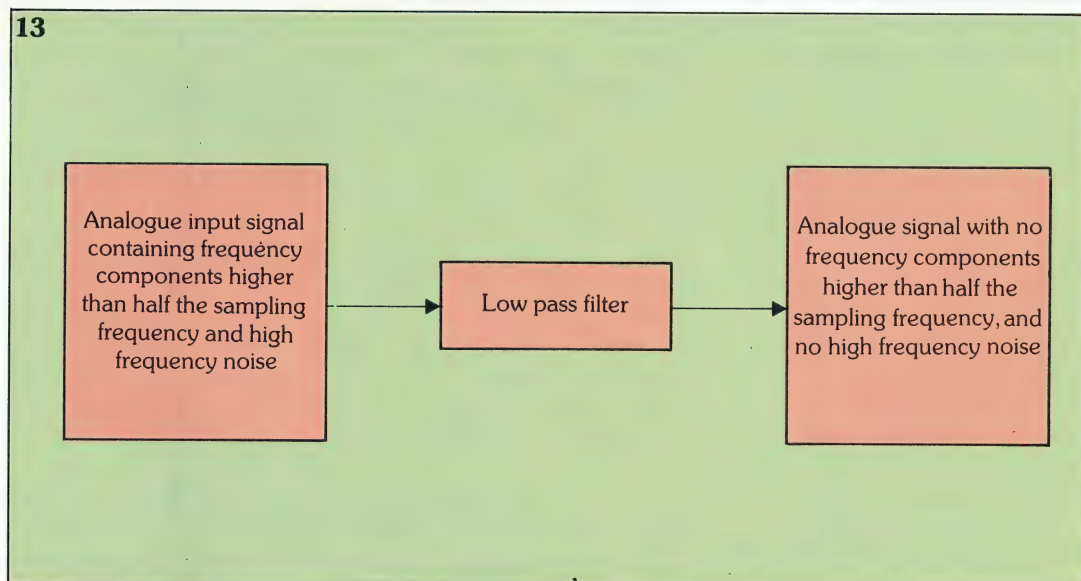 13
Analogue input signal
containing frequency
components higher
than half the sampling
frequency and high
frequency noise
Low pass filter
Analogue signal with no
frequency components
higher than half the
sampling frequency, and
no high frequency noise